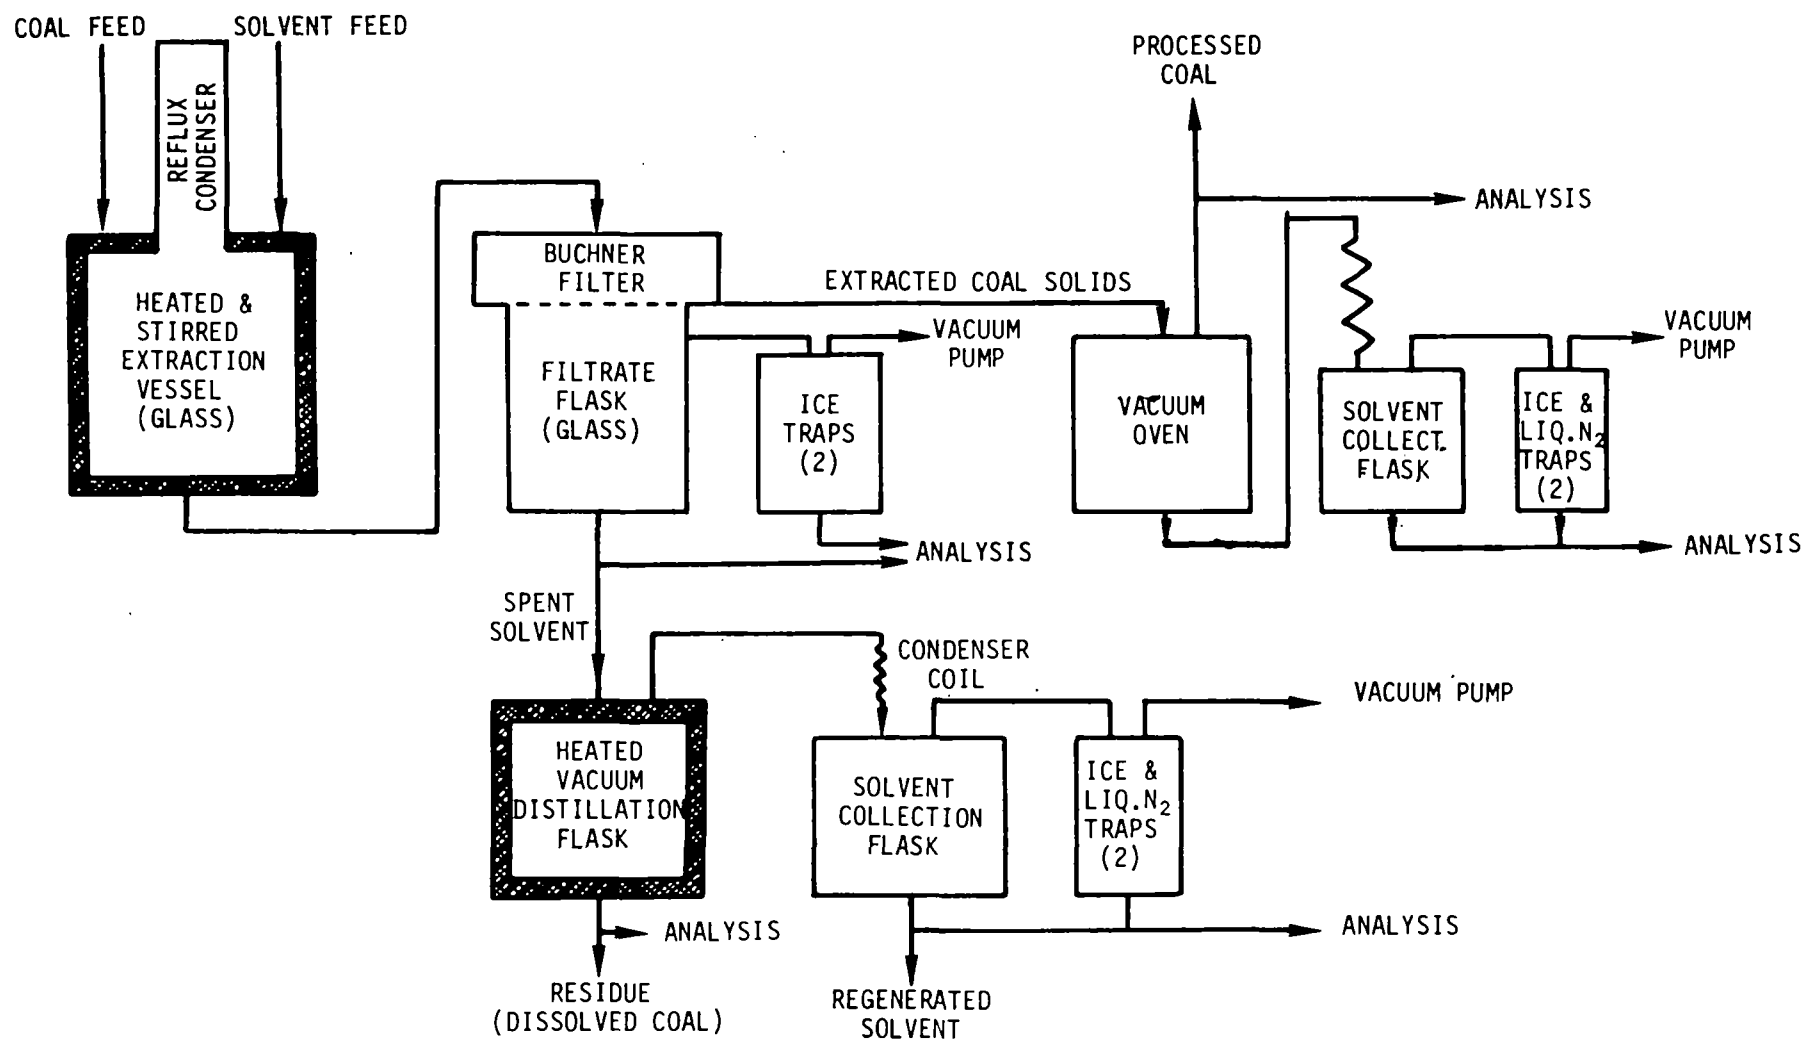 COAL FEED
SOLVENT FEED
REFLUX
CONDENSER
HEATED &
STIRRED
EXTRACTION
VESSEL
(GLASS)
BUCHNER
FILTER
FILTRATE
FLASK
(GLASS)
EXTRACTED COAL SOLIDS
VACUUM
PUMP
ICE
TRAPS
(2)
ANALYSIS
PROCESSED
COAL
ANALYSIS
VACUUM
OVEN
SOLVENT
COLLECT.
FLASK
ICE &
LIQ.N₂
TRAPS
(2)
VACUUM
PUMP
ANALYSIS
SPENT
SOLVENT
HEATED
VACUUM
DISTILLATION
FLASK
ANALYSIS
RESIDUE
(DISSOLVED COAL)
CONDENSER
COIL
SOLVENT
COLLECTION
FLASK
ICE &
LIQ.N₂
TRAPS
(2)
VACUUM PUMP
ANALYSIS
REGENERATED
SOLVENT